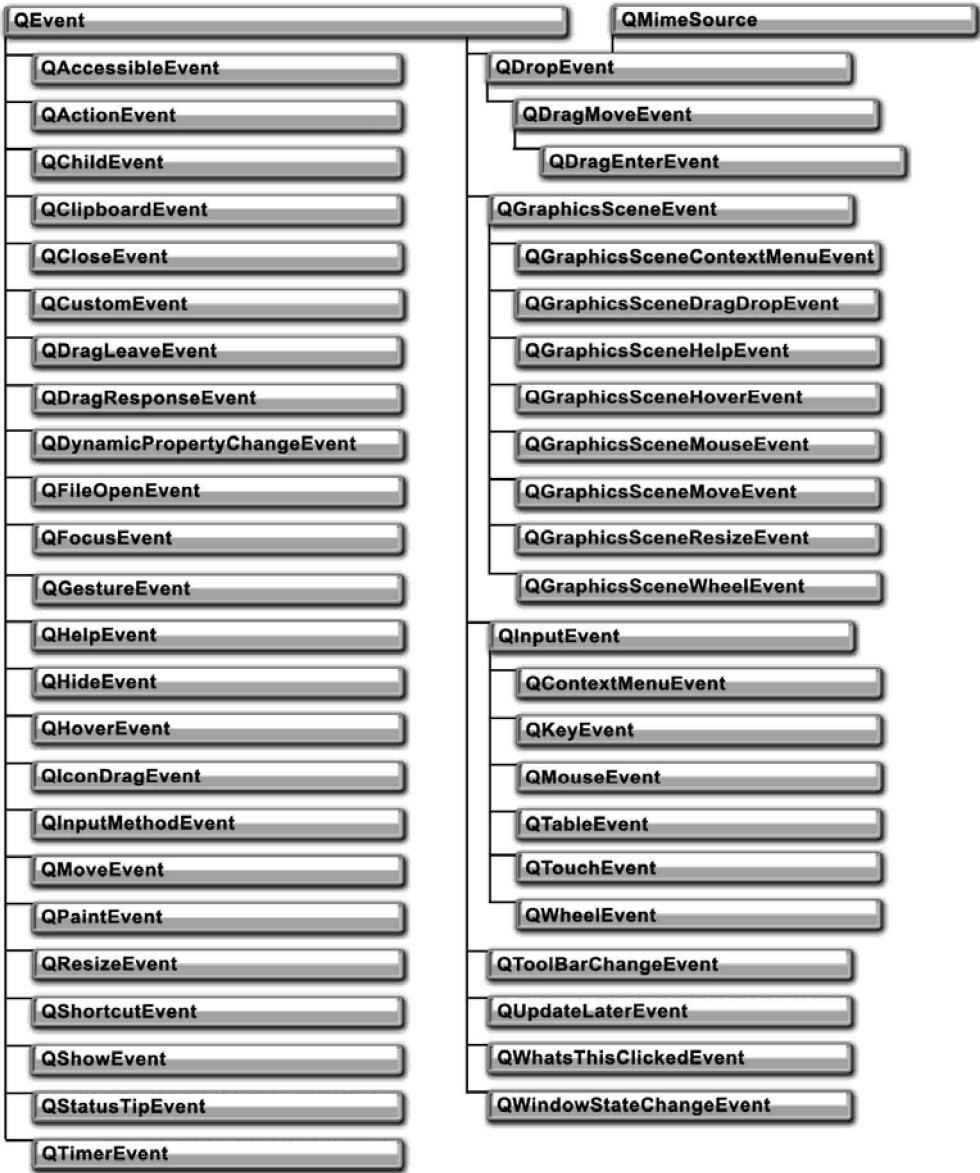 QEvent
QMimeSource
QAccessibleEvent
QActionEvent
QChildEvent
QClipboardEvent
QCloseEvent
QCustomEvent
QDragLeaveEvent
QDragResponseEvent
QDynamicPropertyChangeEvent
QFileOpenEvent
QFocusEvent
QGestureEvent
QHelpEvent
QHideEvent
QHoverEvent
QIconDragEvent
QInputMethodEvent
QMoveEvent
QPaintEvent
QResizeEvent
QShortcutEvent
QShowEvent
QStatusTipEvent
QTimerEvent
QDropEvent
QDragMoveEvent
QDragEnterEvent
QGraphicsSceneEvent
QGraphicsSceneContextMenuEvent
QGraphicsSceneDragDropEvent
QGraphicsSceneHelpEvent
QGraphicsSceneHoverEvent
QGraphicsSceneMouseEvent
QGraphicsSceneMoveEvent
QGraphicsSceneResizeEvent
QGraphicsSceneWheelEvent
QInputEvent
QContextMenuEvent
QKeyEvent
QMouseEvent
QTableEvent
QTouchEvent
QWheelEvent
QToolBarChangeEvent
QUpdateLaterEvent
QWhatsThisClickedEvent
QWindowStateChangeEvent